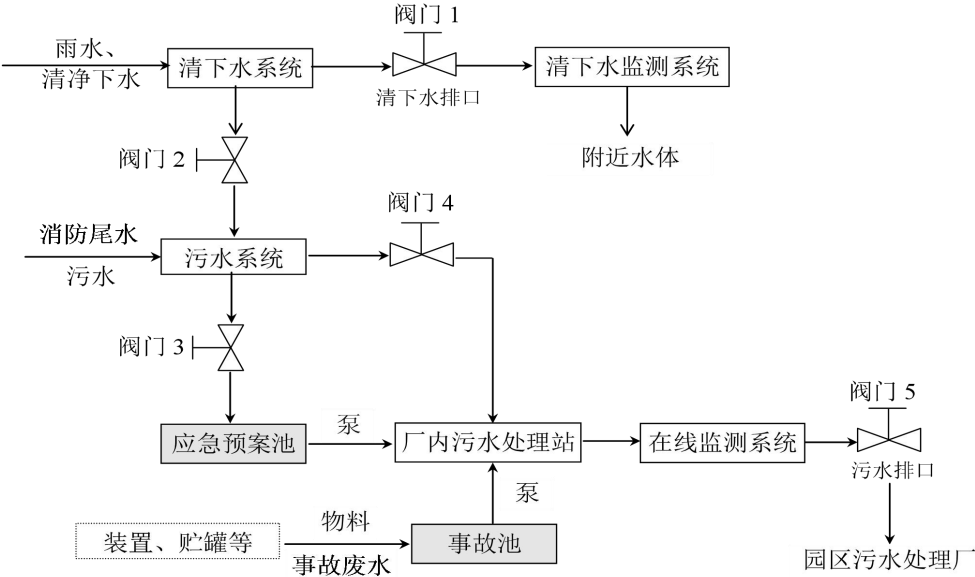 阀门 1
雨水、
清净下水
清下水系统
清下水排口
清下水监测系统
附近水体
阀门 2
消防尾水
污水
污水系统
阀门 4
阀门 3
应急预案池
泵
厂内污水处理站
在线监测系统
阀门 5
污水排口
泵
装置、贮罐等
物料
事故废水
事故池
园区污水处理厂